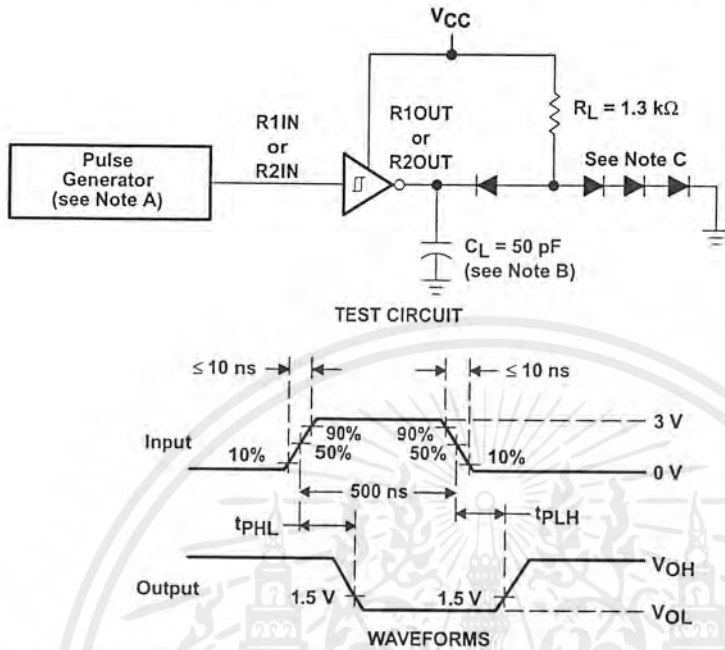 VCC
R1IN
or
R2IN
R1OUT
or
R2OUT
RL = 1.3 kΩ
Pulse
Generator
(see Note A)
See Note C
CL = 50 pF
(see Note B)
TEST CIRCUIT
≤ 10 ns
≤ 10 ns
Input
10%
90%
50%
90%
50%
10%
3 V
0 V
500 ns
tPHL
tPLH
Output
1.5 V
1.5 V
VOH
VOL
WAVEFORMS